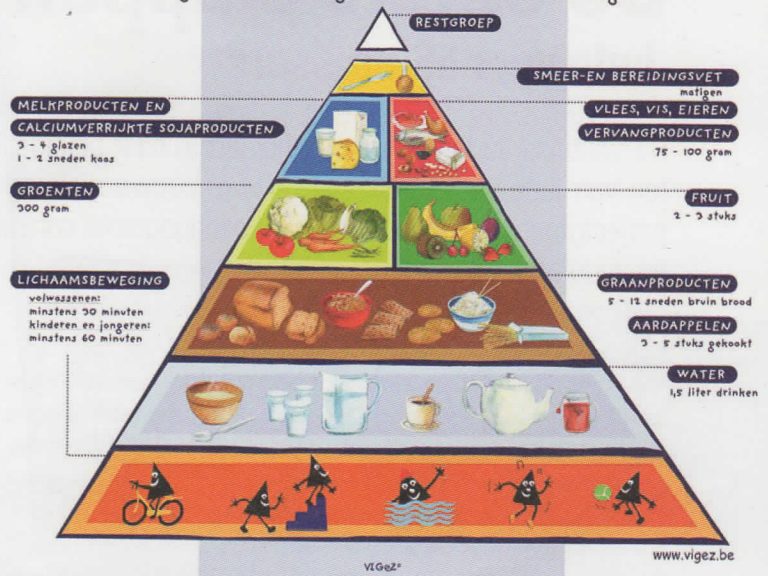 RESTGROEP
SMEER-EN BEREIDINGSVET
matigen
MELKPRODUCTEN EN
CALCIUMVERRIJKTE SOJAPRODUCTEN
3 - 4 glazen
1 - 2 sneden kaas
VLEES, VIS, EIEREN
VERVANGPRODUCTEN
75 - 100 gram
GROENTEN
300 gram
FRUIT
2 - 3 stuks
LICHAAMSBEWEGING
volwassenen:
minstens 30 minuten
kinderen en jongeren:
minstens 60 minuten
GRAANPRODUCTEN
5 - 12 sneden bruin brood
AARDAPPELEN
3 - 5 stuks gekookt
WATER
1,5 liter drinken
www.vigez.be
VIGeZ®